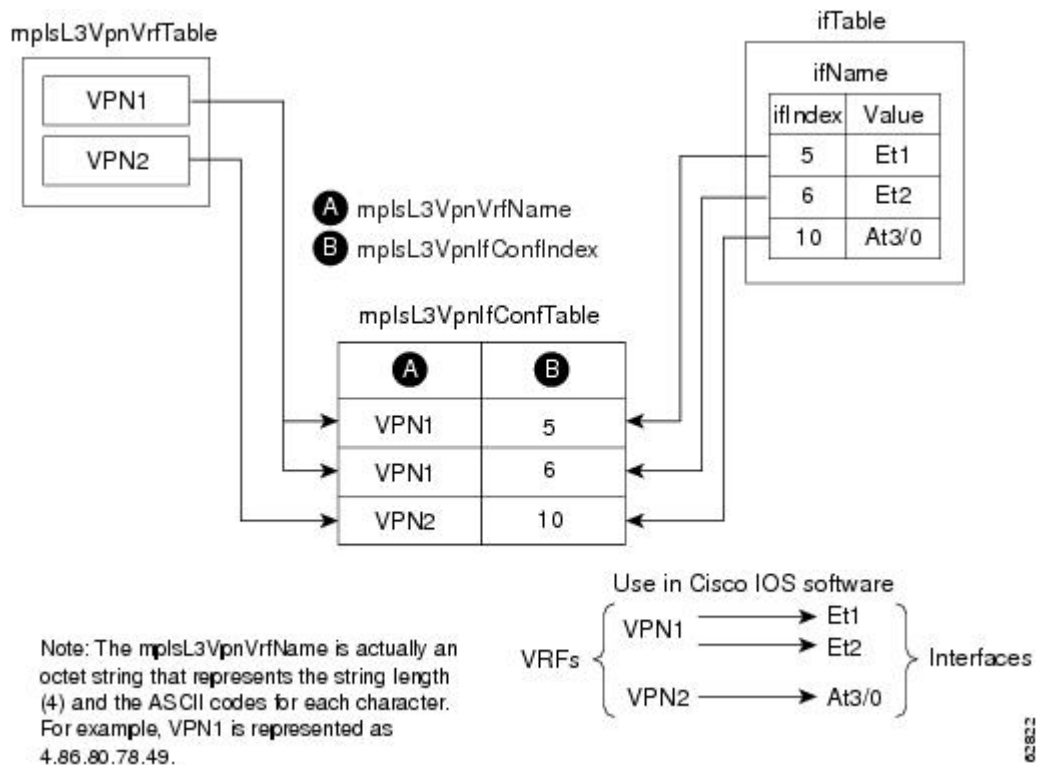 mplsL3VpnVrfTable
VPN1
VPN2
ifTable
ifName
ifIndex Value
5 Et1
6 Et2
10 At3/0
A mplsL3VpnVrfName
B mplsL3VpnIfConfIndex
mplsL3VpnIfConfTable
A B
VPN1 5
VPN1 6
VPN2 10
Note: The mplsL3VpnVrfName is actually an
octet string that represents the string length
(4) and the ASCII codes for each character.
For example, VPN1 is represented as
4.86.80.78.49.
Use in Cisco IOS software
VRFs
VPN1
Et1
Et2
VPN2
At3/0
Interfaces
62822